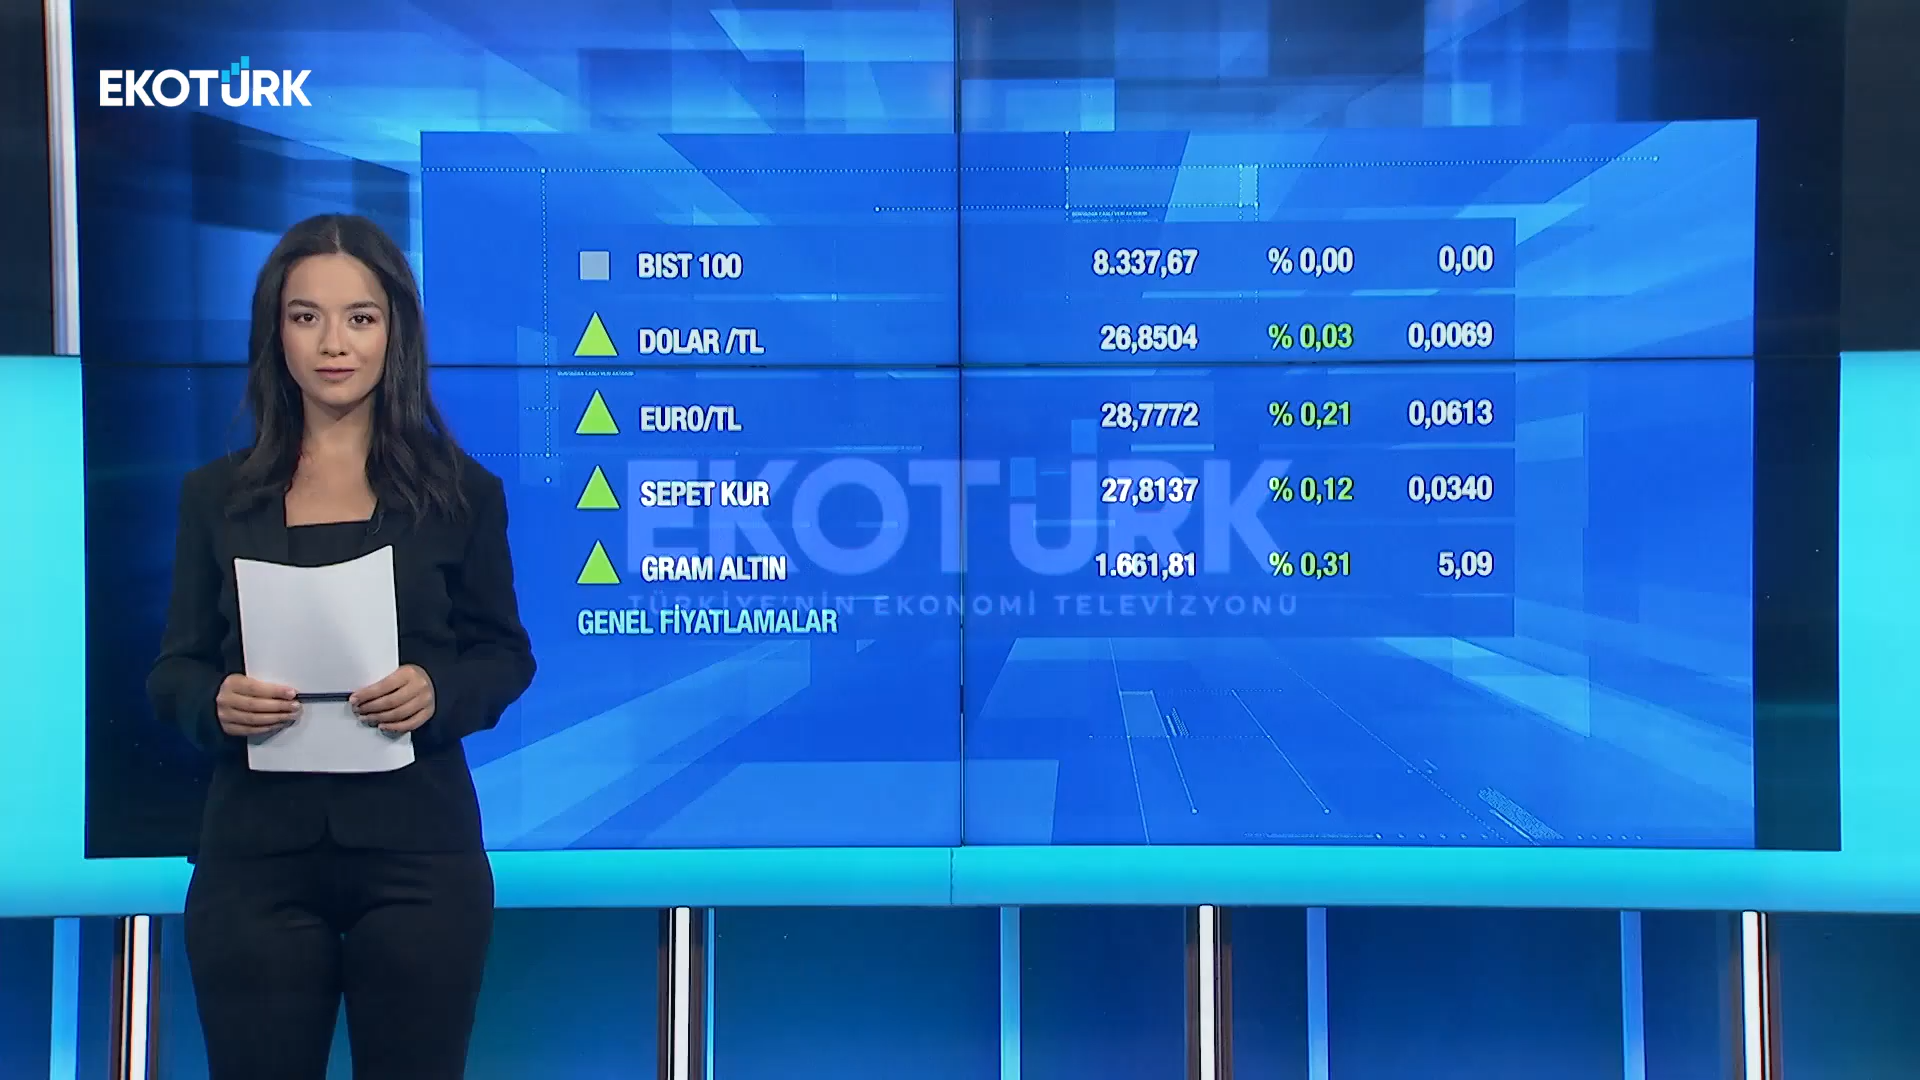 EKOTÜRK
BIST 100 8.337,67 % 0,00 0,00
DOLAR /TL 26,8504 % 0,03 0,0069
EURO/TL 28,7772 % 0,21 0,0613
SEPET KUR 27,8137 % 0,12 0,0340
EKOTÜRK
GRAM ALTIN 1.661,81 % 0,31 5,09
TÜRKİYE'NİN EKONOMİ TELEVİZYONU
GENEL FİYATLAMALAR